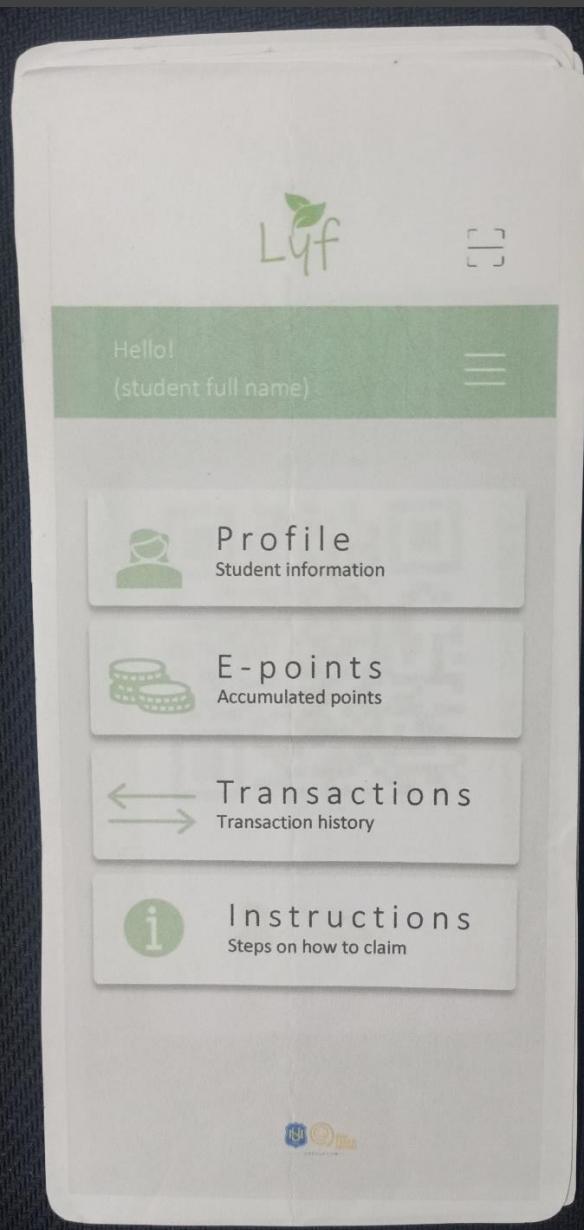 Lyf
Hello!
(student full name)
Profile
Student information
E-points
Accumulated points
Transactions
Transaction history
Instructions
Steps on how to claim